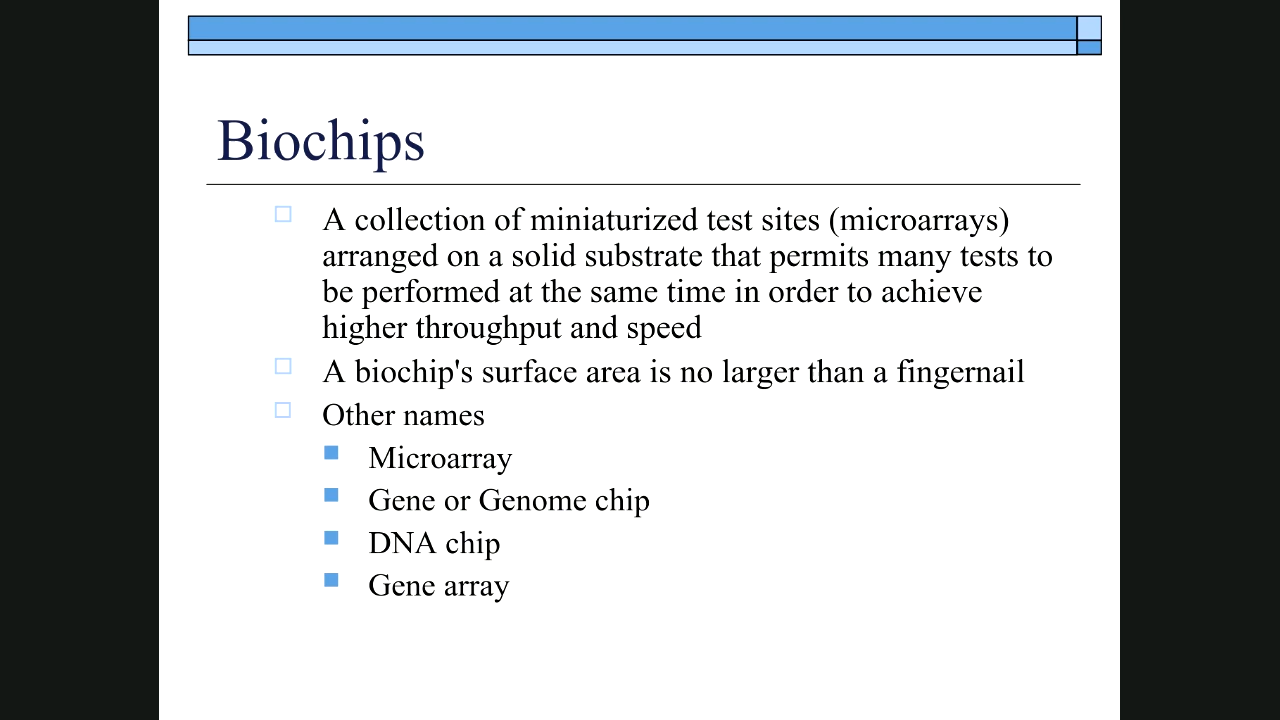 Biochips
A collection of miniaturized test sites (microarrays)
arranged on a solid substrate that permits many tests to
be performed at the same time in order to achieve
higher throughput and speed
A biochip's surface area is no larger than a fingernail
Other names
Microarray
Gene or Genome chip
DNA chip
Gene array